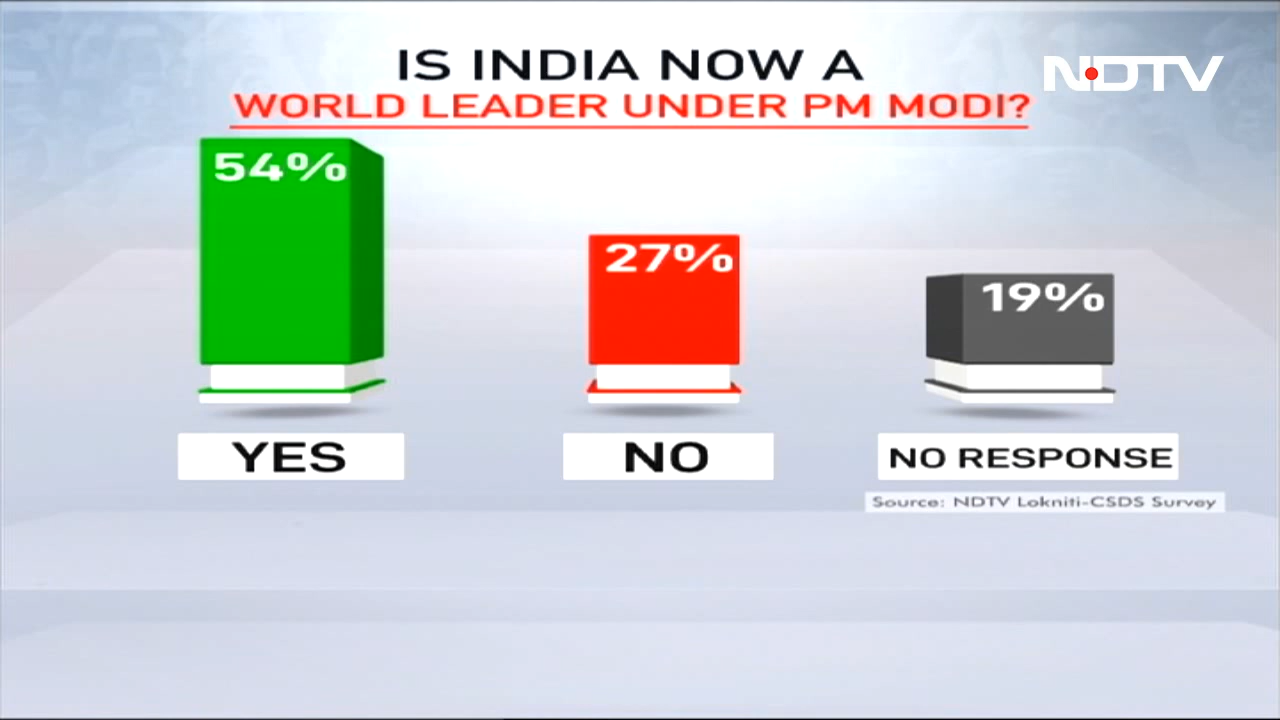 IS INDIA NOW A
NDTV
WORLD LEADER UNDER PM MODI?
54%
27%
19%
YES
NO
NO RESPONSE
Source: NDTV Lokniti-CSDS Survey